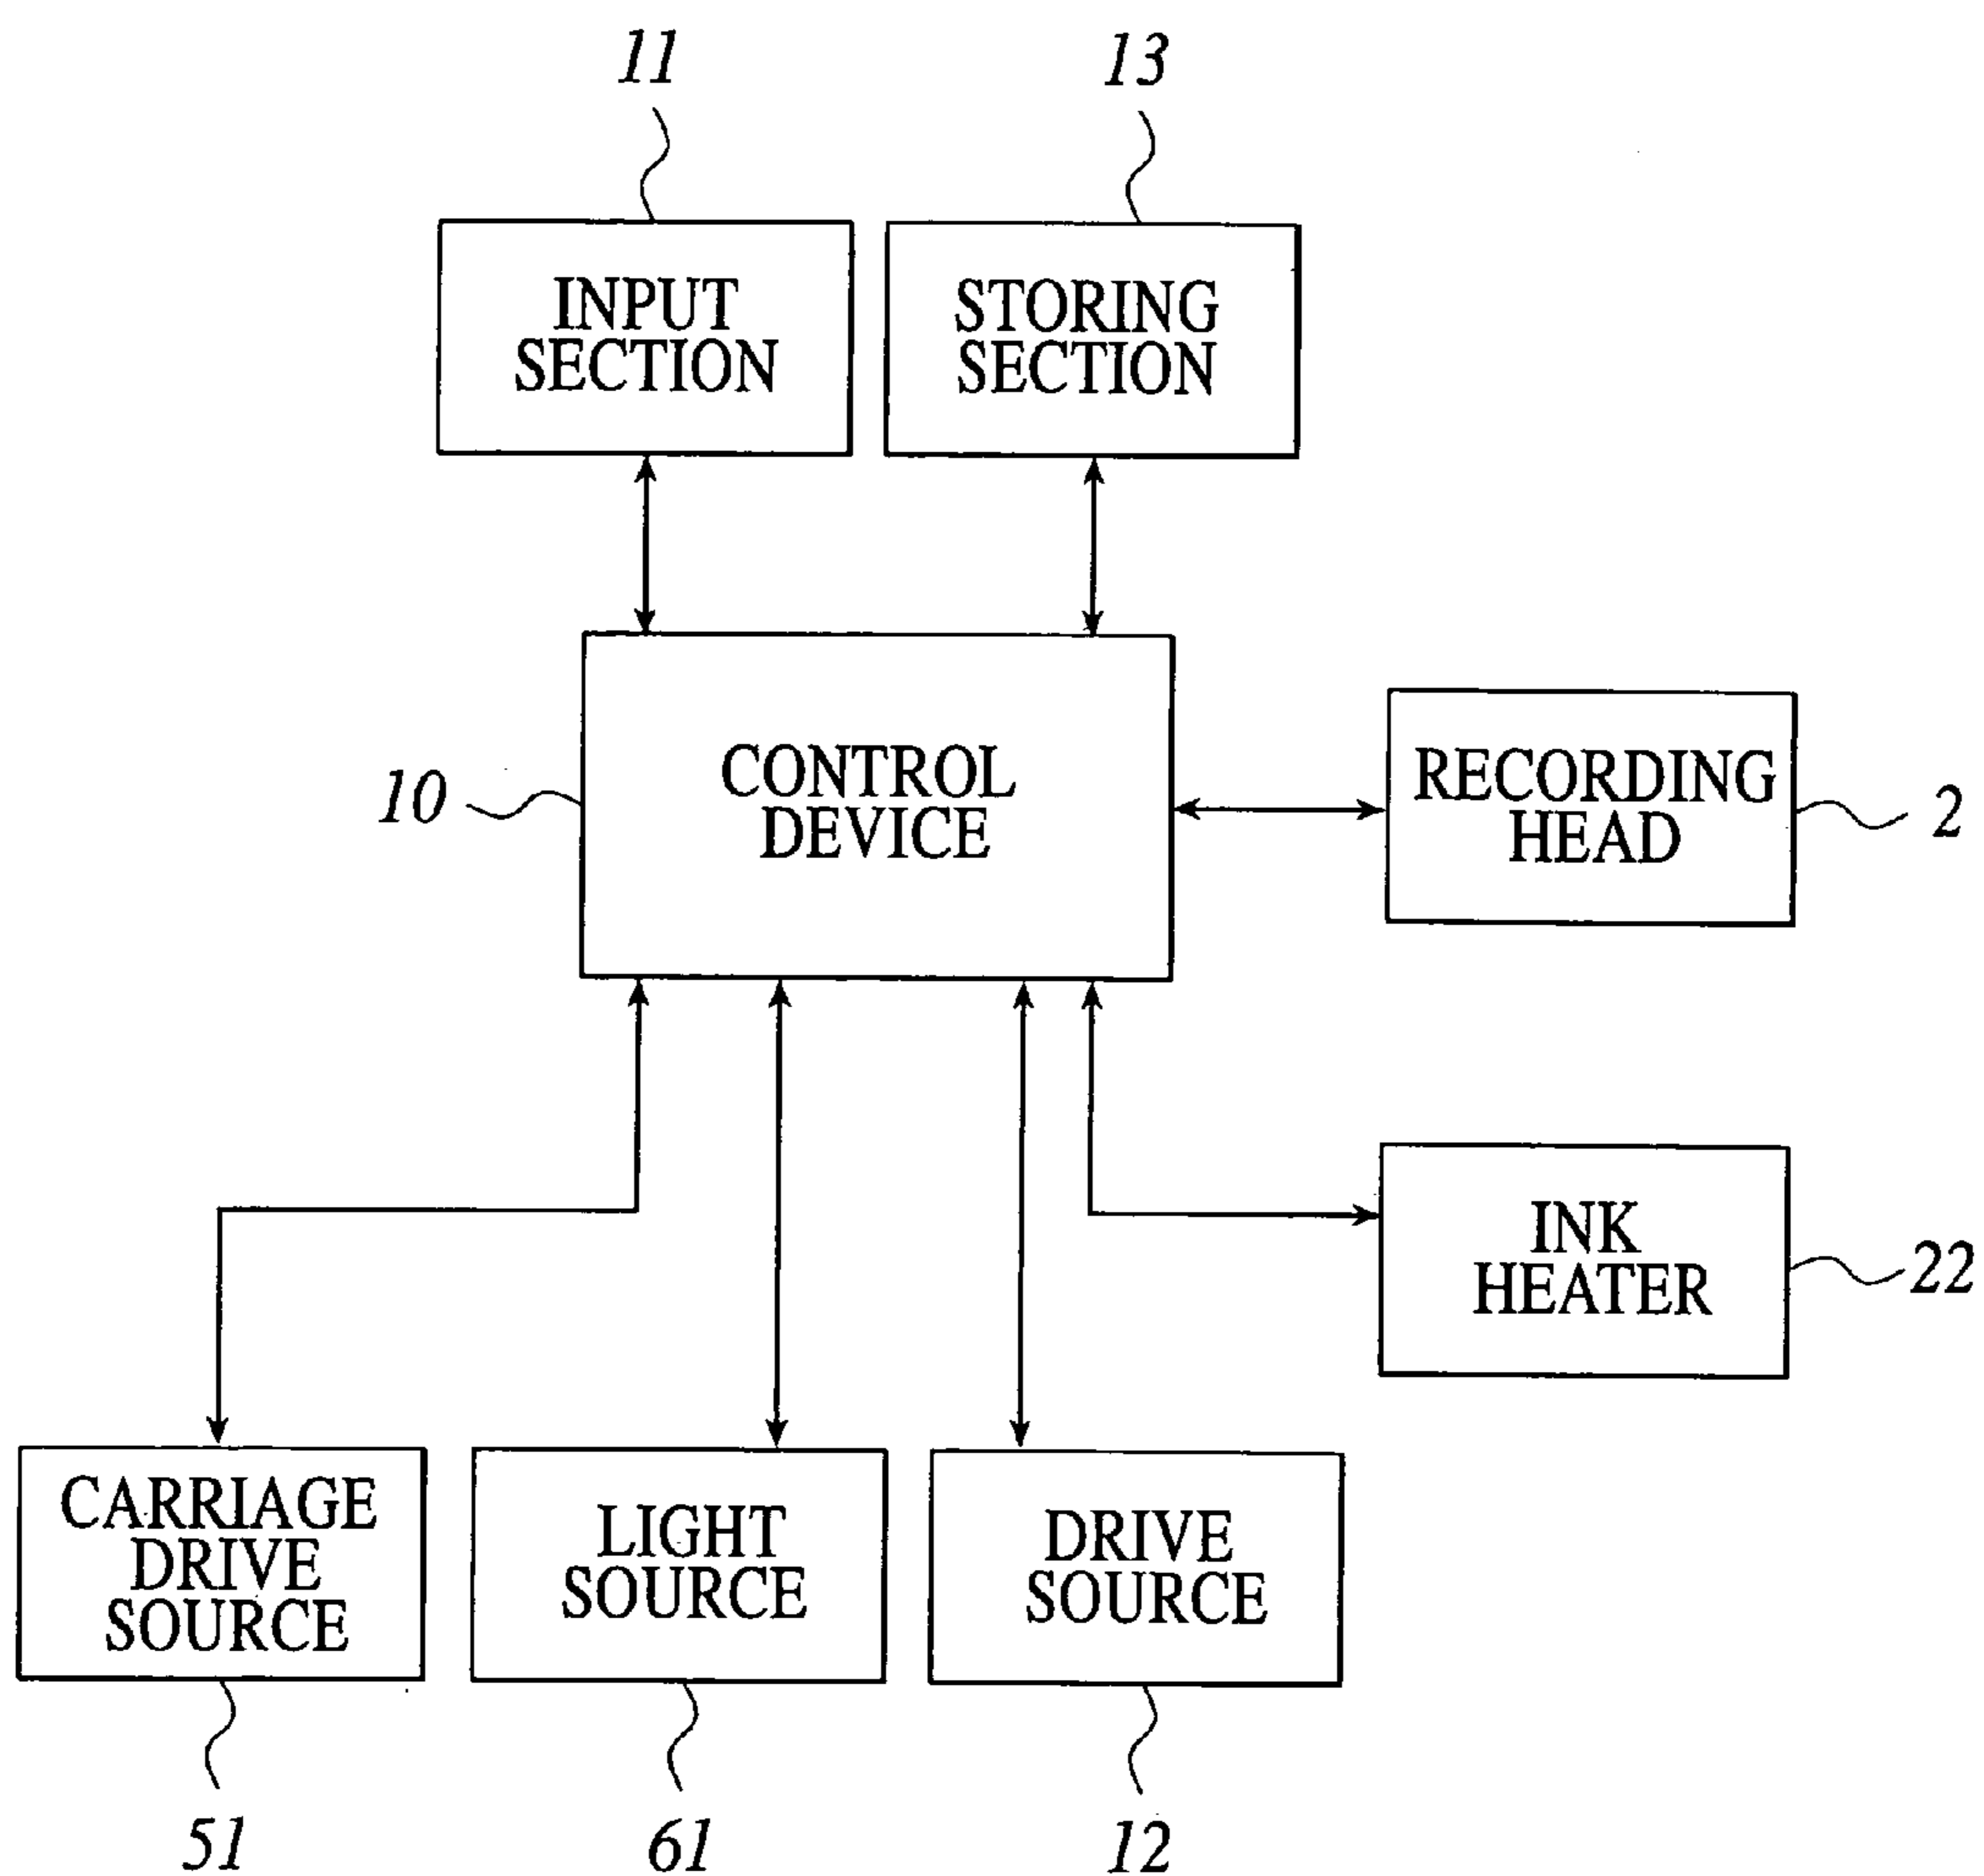 11
13
INPUT
SECTION
STORING
SECTION
10
CONTROL
DEVICE
RECORDING
HEAD
2
INK
HEATER
22
CARRIAGE
DRIVE
SOURCE
LIGHT
SOURCE
DRIVE
SOURCE
51
61
12